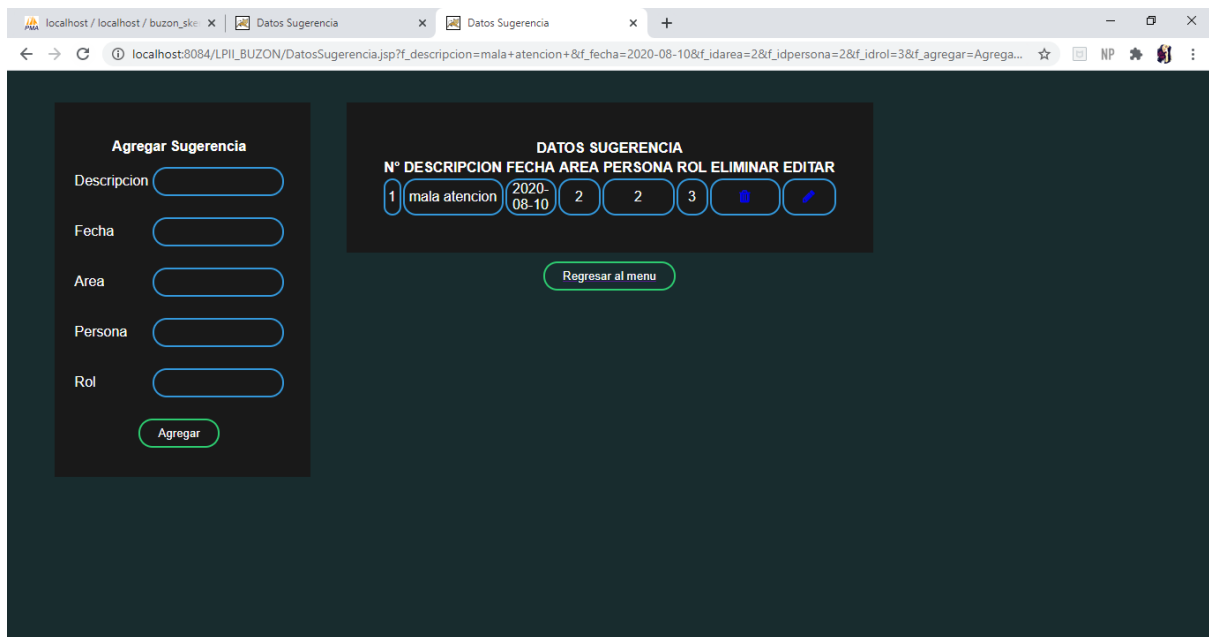 localhost / localhost / buzon_ske
Datos Sugerencia
Datos Sugerencia
localhost:8084/LPII_BUZON/DatosSugerencia.jsp?f_descripcion=mala+atencion+&f_fecha=2020-08-10&f_idarea=2&f_idpersona=2&f_idrol=3&f_agregar=Agrega...
NP
Agregar Sugerencia
Descripcion
Fecha
Area
Persona
Rol
Agregar
DATOS SUGERENCIA
N° DESCRIPCION FECHA AREA PERSONA ROL ELIMINAR EDITAR
1 mala atencion 2020-08-10 2 2 3
Regresar al menu